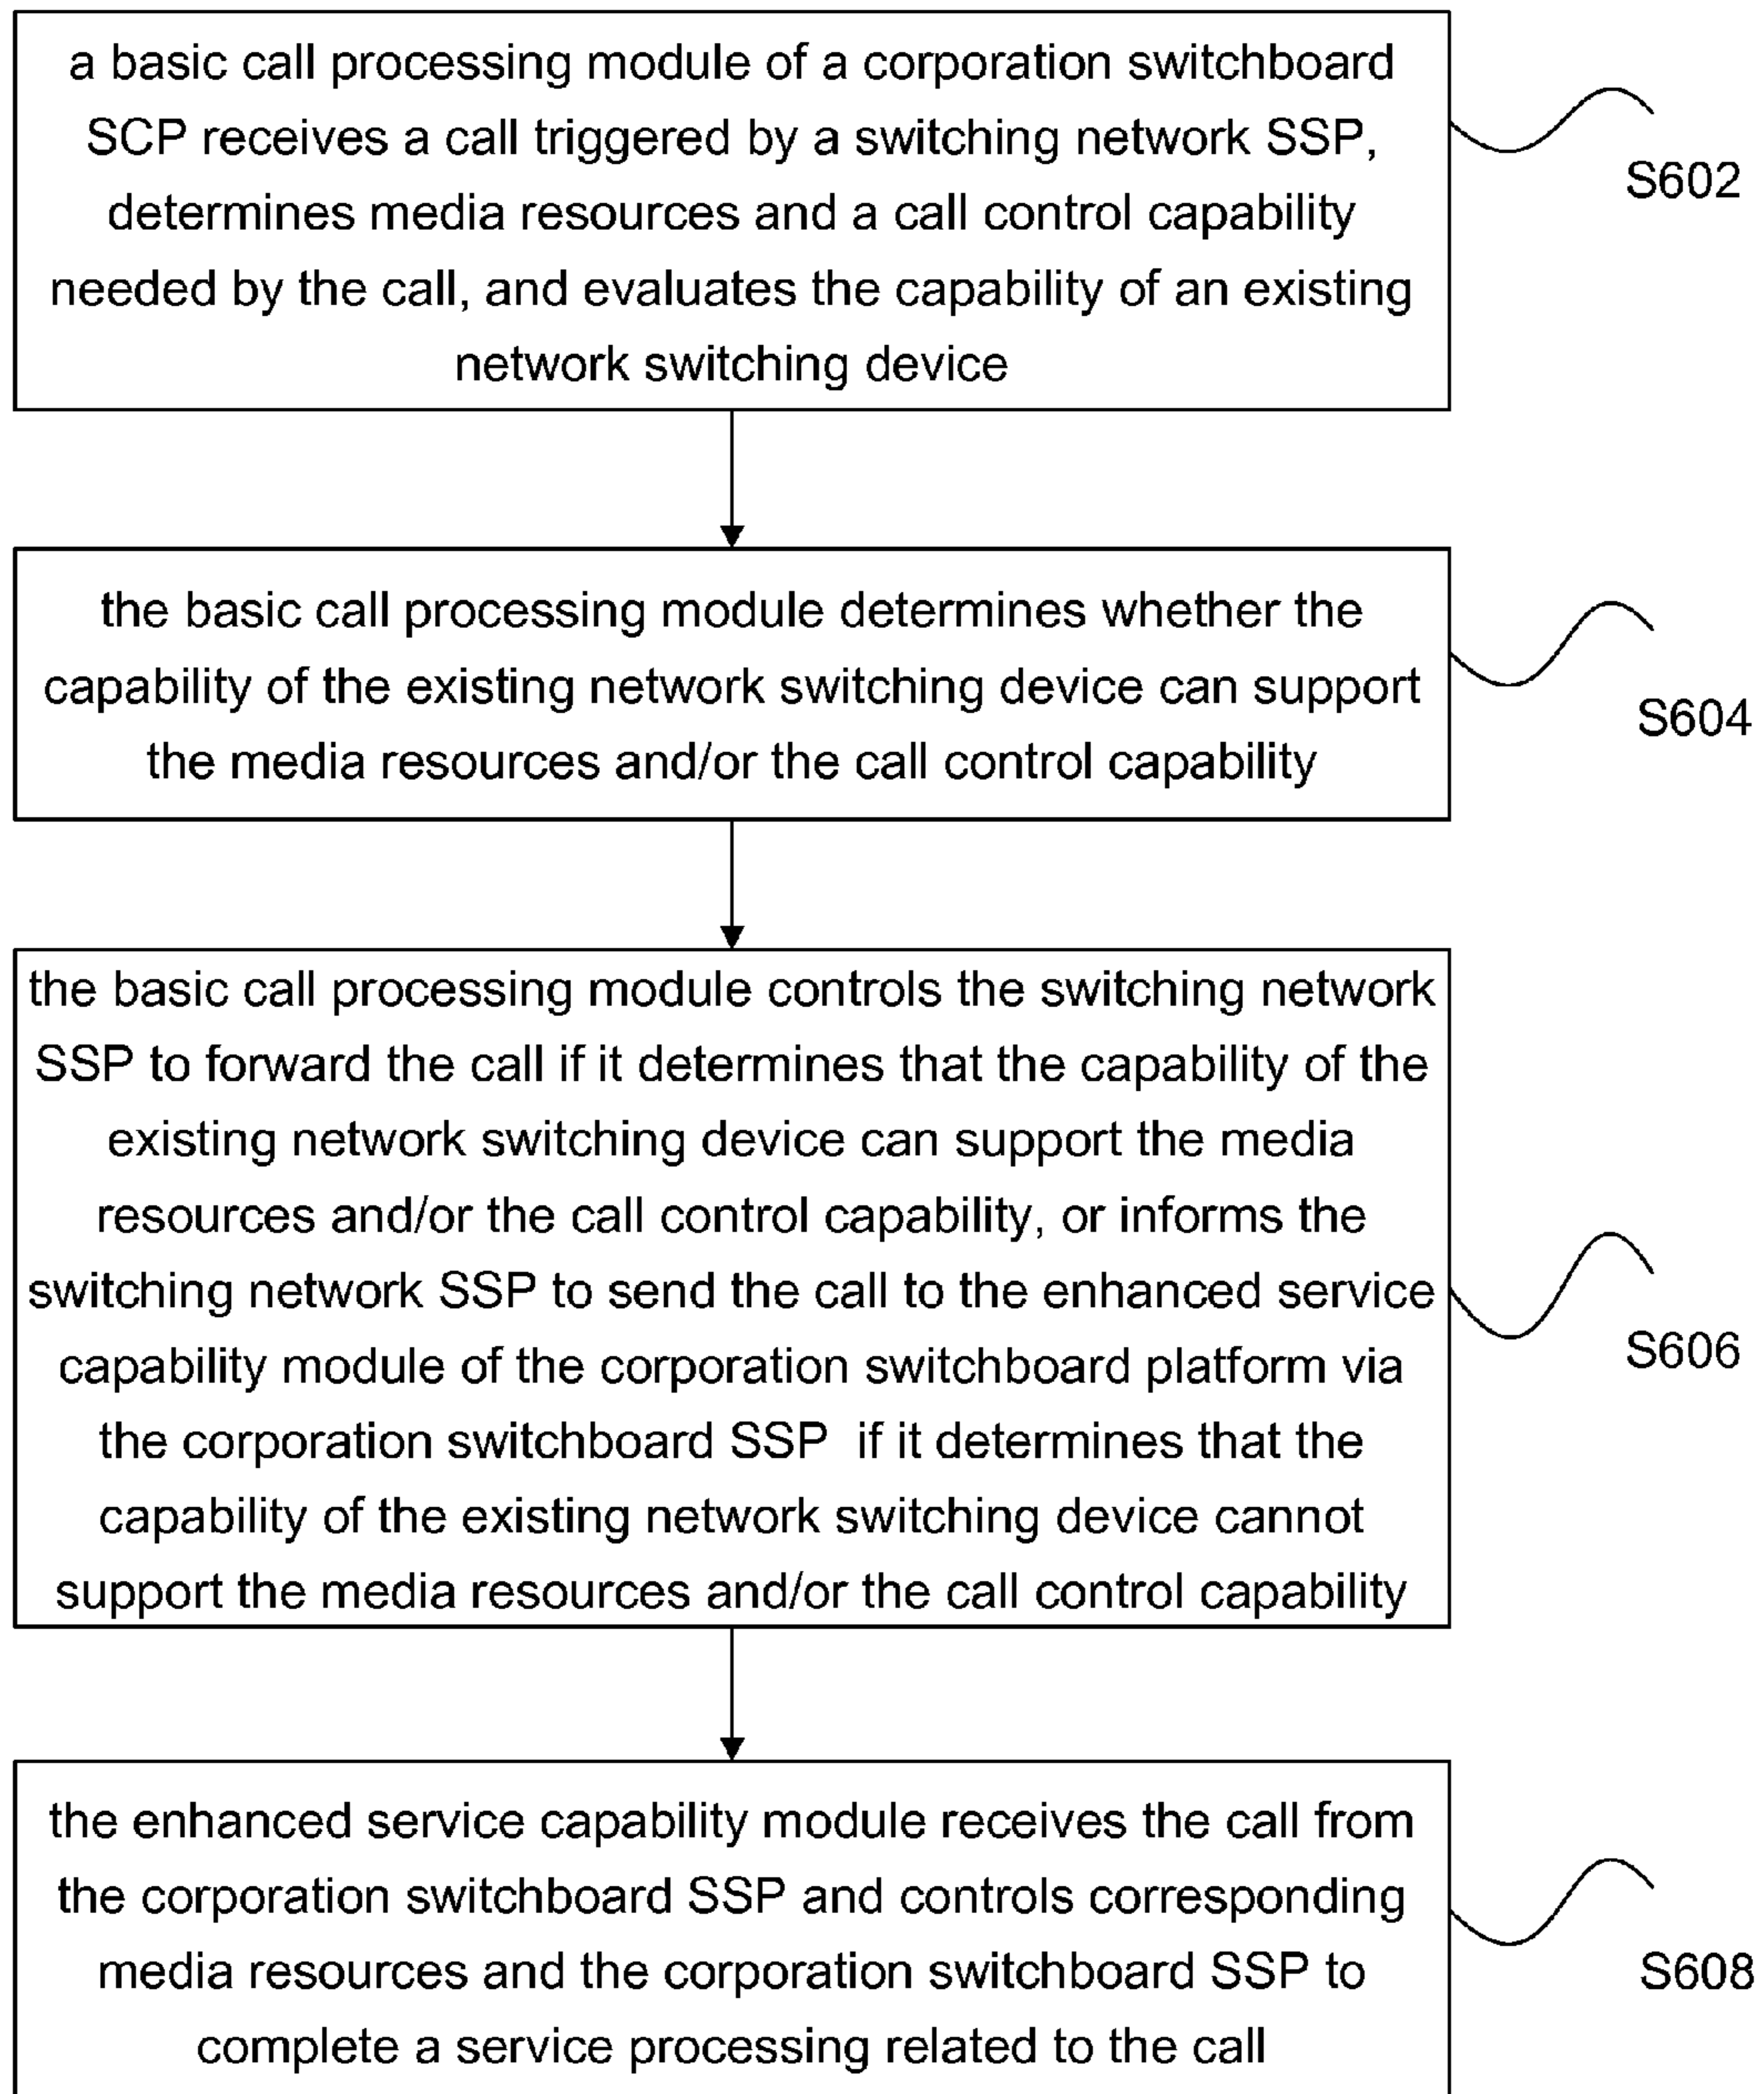 a basic call processing module of a corporation switchboard
SCP receives a call triggered by a switching network SSP,
determines media resources and a call control capability
needed by the call, and evaluates the capability of an existing
network switching device
S602
the basic call processing module determines whether the
capability of the existing network switching device can support
the media resources and/or the call control capability
S604
the basic call processing module controls the switching network
SSP to forward the call if it determines that the capability of the
existing network switching device can support the media
resources and/or the call control capability, or informs the
switching network SSP to send the call to the enhanced service
capability module of the corporation switchboard platform via
the corporation switchboard SSP if it determines that the
capability of the existing network switching device cannot
support the media resources and/or the call control capability
S606
the enhanced service capability module receives the call from
the corporation switchboard SSP and controls corresponding
media resources and the corporation switchboard SSP to
complete a service processing related to the call
S608